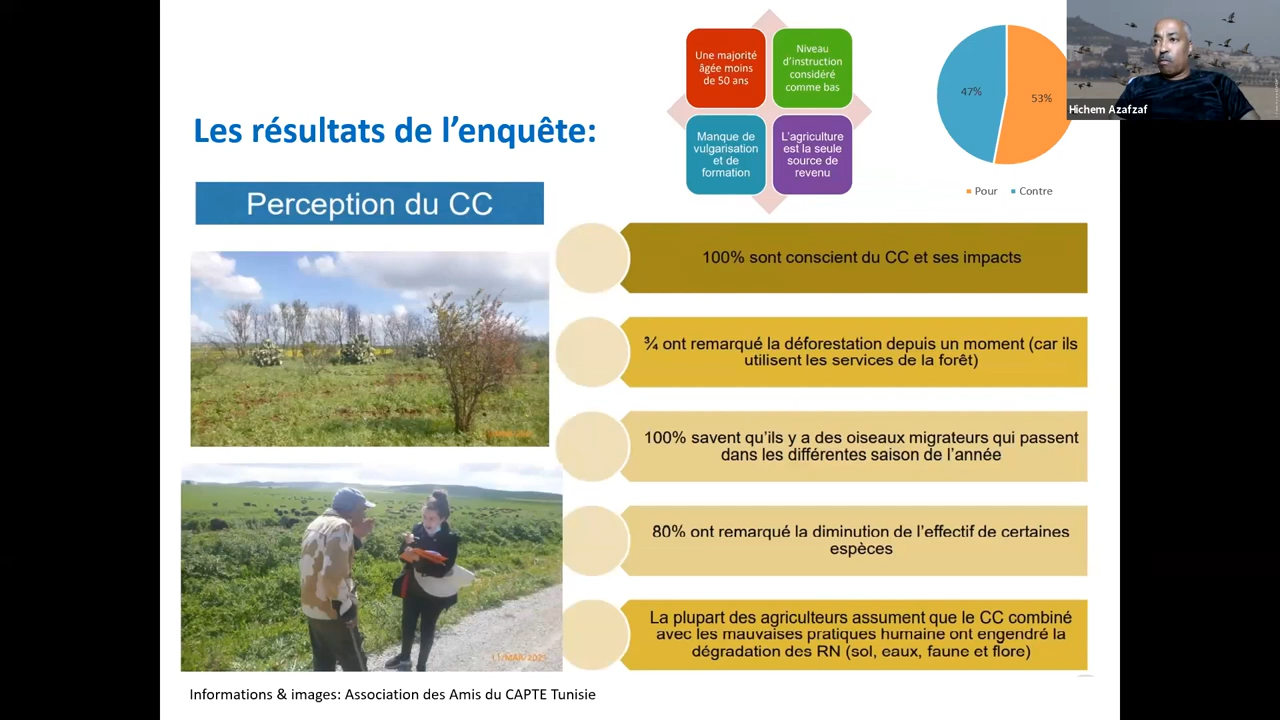 Les résultats de l’enquête:
Une majorité
âgée moins
de 50 ans
Niveau
d’instruction
considéré
comme bas
Manque de
vulgarisation
et de
formation
L’agriculture
est la seule
source de
revenu
47%
53%
Pour
Contre
Hichem Azafzaf
Perception du CC
100% sont conscient du CC et ses impacts
¾ ont remarqué la déforestation depuis un moment (car ils
utilisent les services de la forêt)
100% savent qu’ils y a des oiseaux migrateurs qui passent
dans les différentes saison de l’année
80% ont remarqué la diminution de l’effectif de certaines
espèces
La plupart des agriculteurs assument que le CC combiné
avec les mauvaises pratiques humaine ont engendré la
dégradation des RN (sol, eaux, faune et flore)
11/MAR/2021
Informations & images: Association des Amis du CAPTE Tunisie